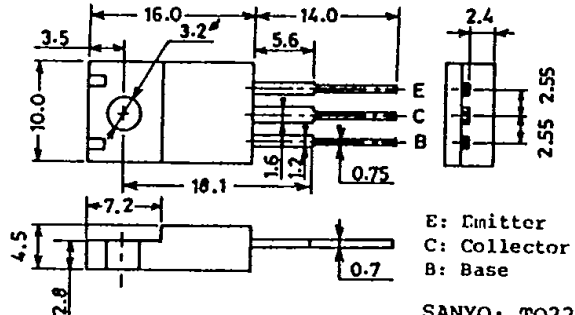 16.0
14.0
3.5
3.2ø
5.6
2.4
10.0
E
C
B
2.55
2.55
1.6
1.2
0.75
18.1
7.2
4.5
2.8
0.7
E: Emitter
C: Collector
B: Base
SANYO: TO22